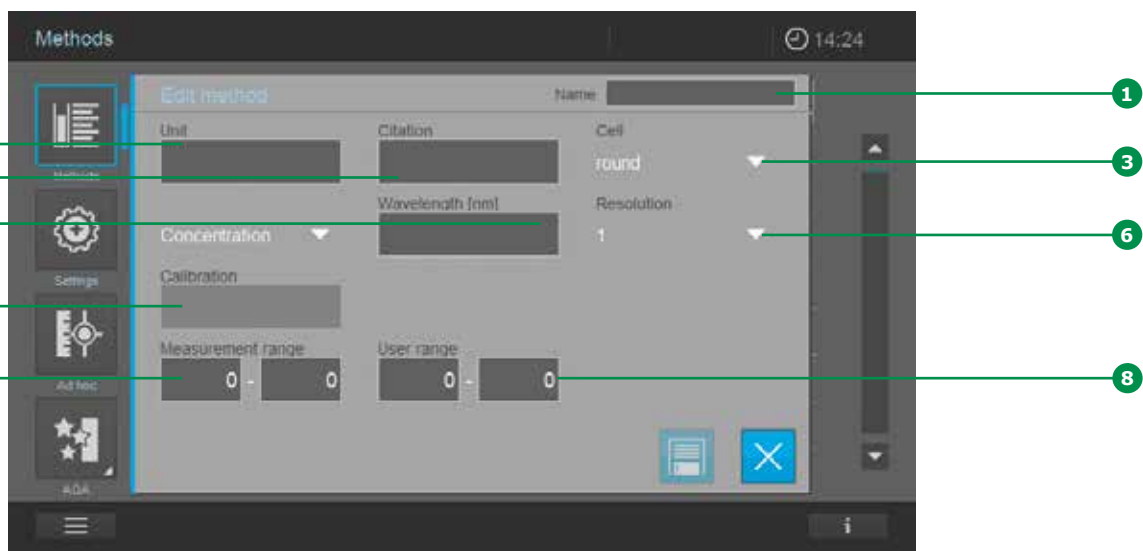 Methods 14:24
Edit method Name 1
Unit Citation Cell
round 3
Methods
Wavelength [nm] Resolution
Concentration 1 6
Settings Calibration
Measurement range User range
0 - 0 0 - 0 8
Ad hoc
AQA
i